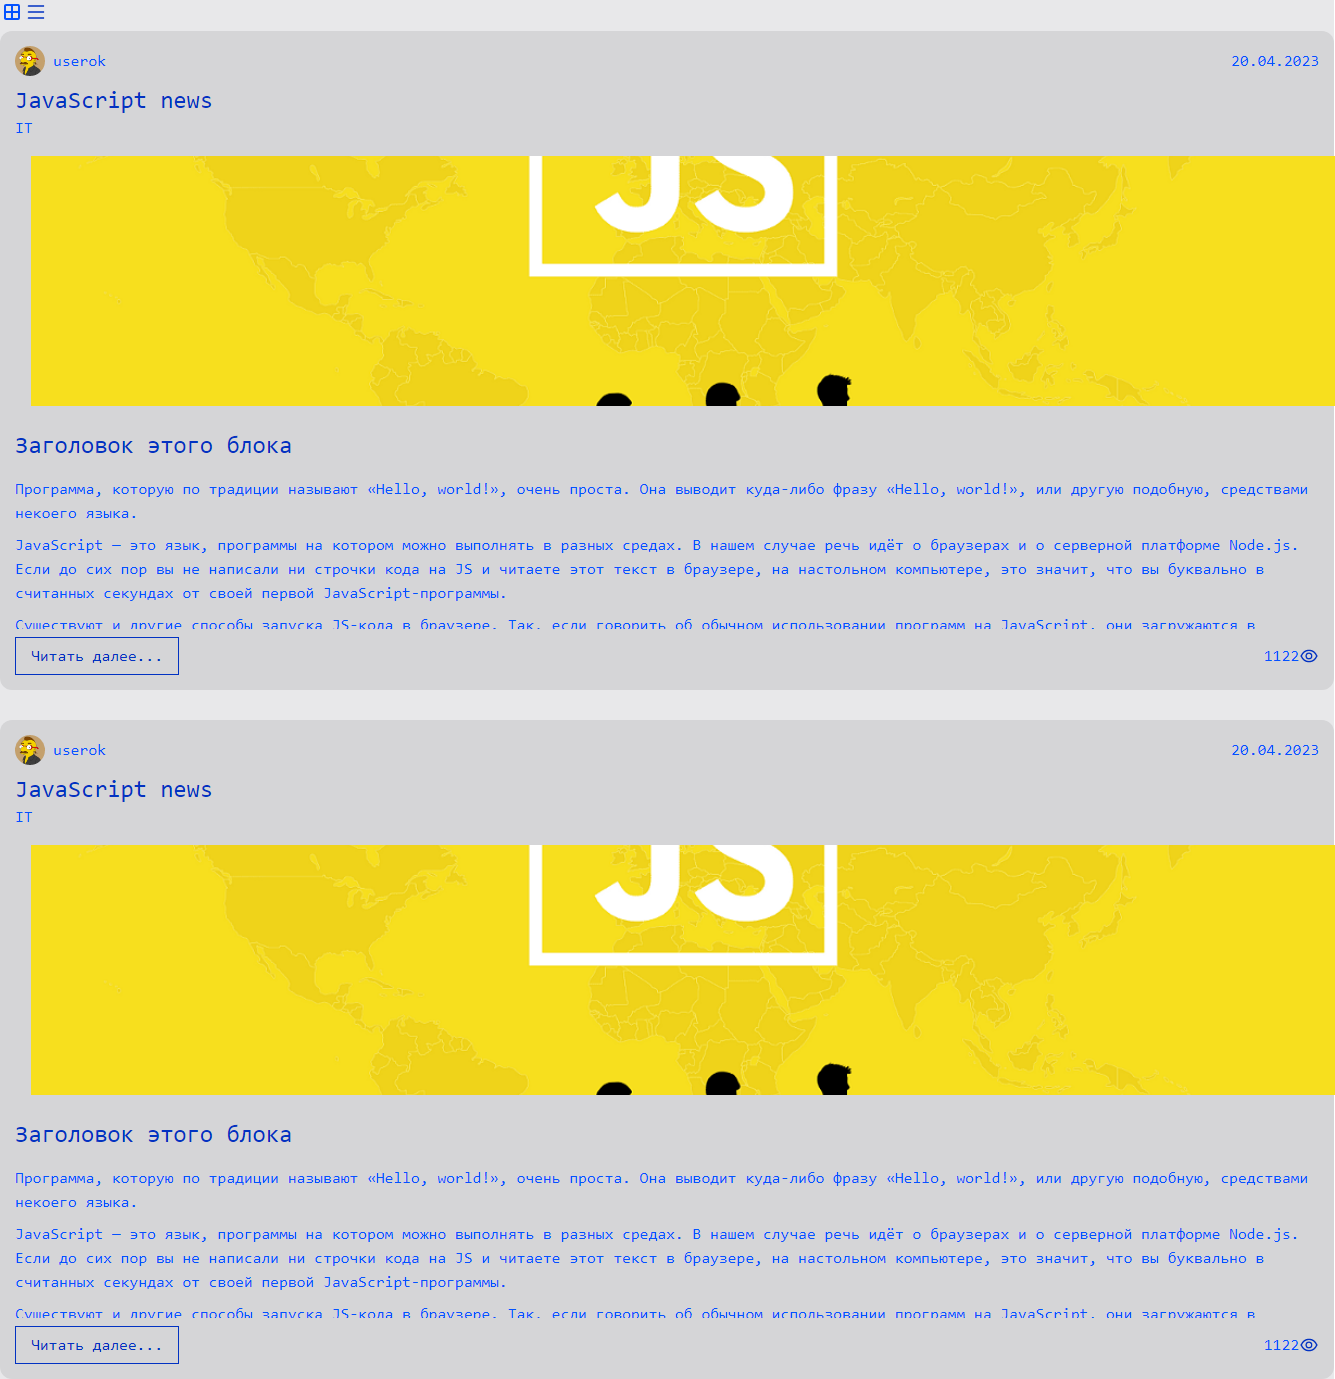 userok
20.04.2023
JavaScript news
IT
JS
Заголовок этого блока
Программа, которую по традиции называют «Hello, world!», очень проста. Она выводит куда-либо фразу «Hello, world!», или другую подобную, средствами
некоего языка.
JavaScript — это язык, программы на котором можно выполнять в разных средах. В нашем случае речь идёт о браузерах и о серверной платформе Node.js.
Если до сих пор вы не написали ни строчки кода на JS и читаете этот текст в браузере, на настольном компьютере, это значит, что вы буквально в
считанных секундах от своей первой JavaScript-программы.
Существуют и другие способы запуска JS-кода в браузере. Так, если говорить об обычном использовании программ на JavaScript, они загружаются в
Читать далее...
1122
userok
20.04.2023
JavaScript news
IT
JS
Заголовок этого блока
Программа, которую по традиции называют «Hello, world!», очень проста. Она выводит куда-либо фразу «Hello, world!», или другую подобную, средствами
некоего языка.
JavaScript — это язык, программы на котором можно выполнять в разных средах. В нашем случае речь идёт о браузерах и о серверной платформе Node.js.
Если до сих пор вы не написали ни строчки кода на JS и читаете этот текст в браузере, на настольном компьютере, это значит, что вы буквально в
считанных секундах от своей первой JavaScript-программы.
Существуют и другие способы запуска JS-кода в браузере. Так, если говорить об обычном использовании программ на JavaScript, они загружаются в
Читать далее...
1122